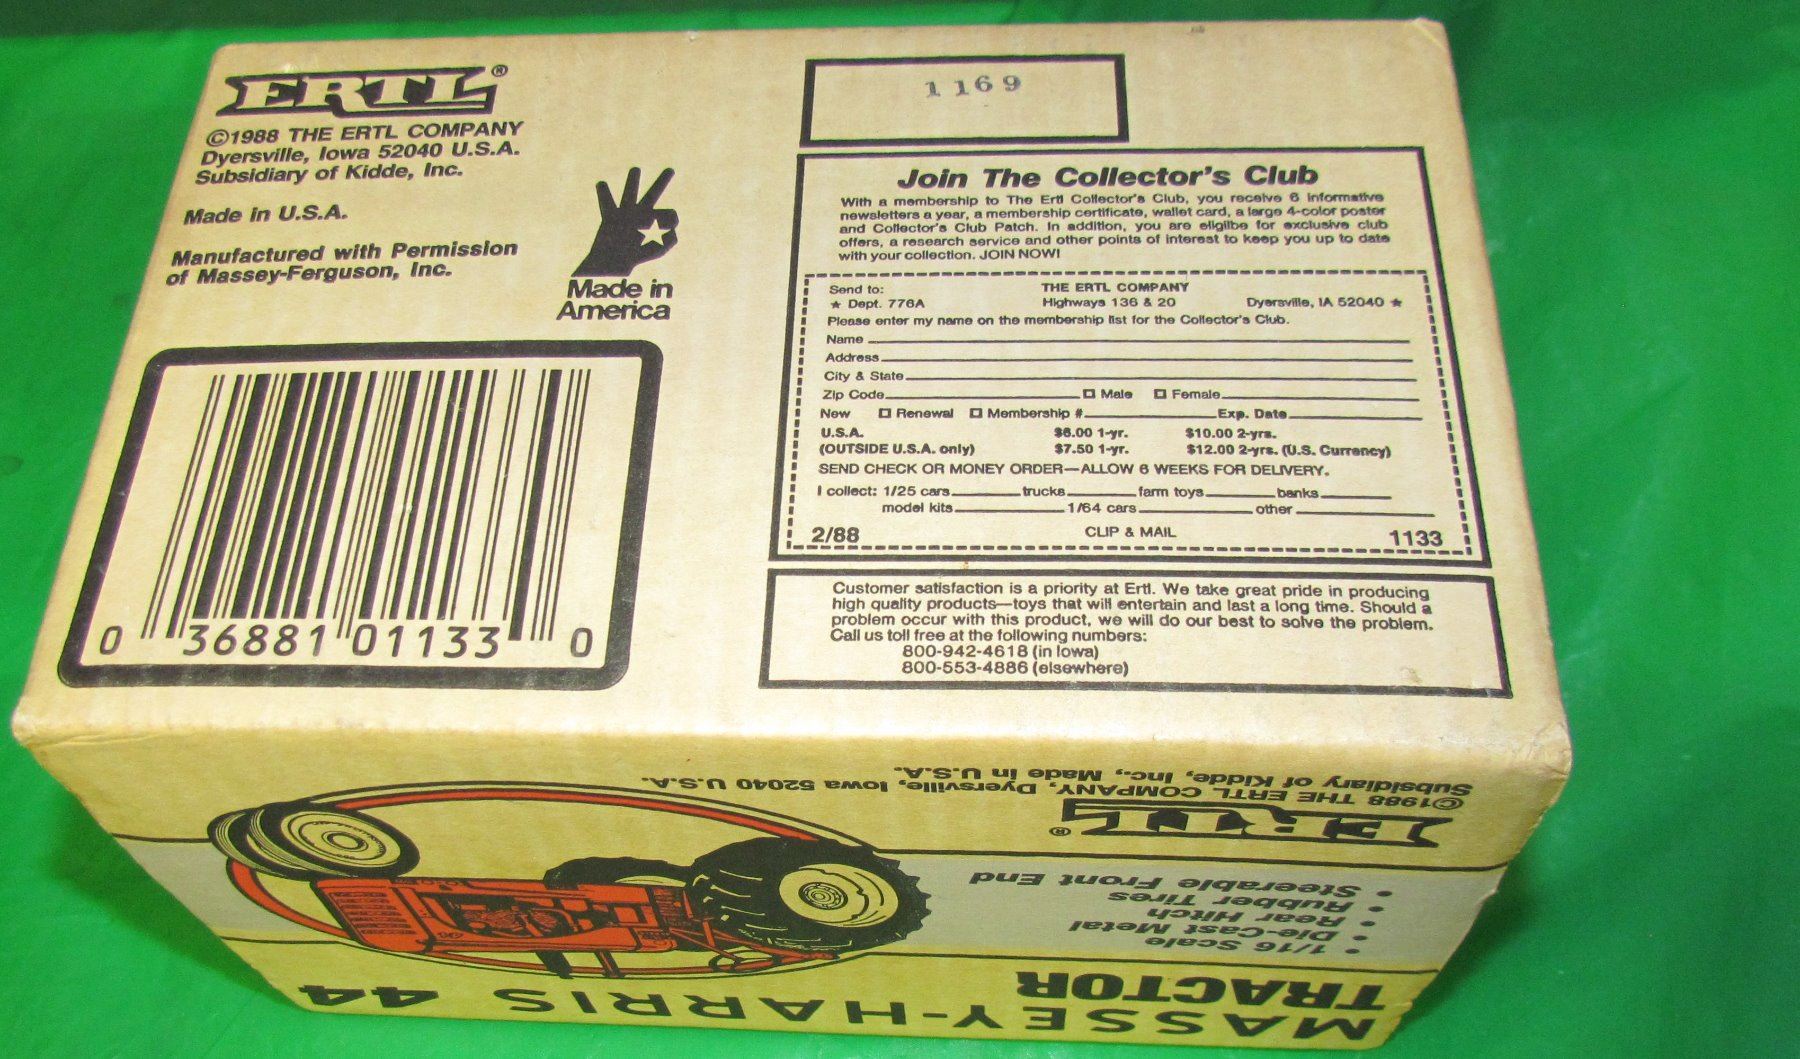 ERTL®
©1988 THE ERTL COMPANY
Dyersville, Iowa 52040 U.S.A.
Subsidiary of Kidde, Inc.
Made in U.S.A.
Manufactured with Permission
of Massey-Ferguson, Inc.
Made in
America
0 36881 01133 0
1169
Join The Collector's Club
With a membership to The Ertl Collector's Club, you receive 6 informative
newsletters a year, a membership certificate, wallet card, a large 4-color poster
and Collector's Club Patch. In addition, you are eligilbe for exclusive club
offers, a research service and other points of interest to keep you up to date
with your collection. JOIN NOW!
Send to: THE ERTL COMPANY
★ Dept. 776A Highways 136 & 20 Dyersville, IA 52040 ★
Please enter my name on the membership list for the Collector's Club.
Name
Address
City & State
Zip Code Male Female
New Renewal Membership # Exp. Date
U.S.A. $6.00 1-yr. $10.00 2-yrs.
(OUTSIDE U.S.A. only) $7.50 1-yr. $12.00 2-yrs. (U.S. Currency)
SEND CHECK OR MONEY ORDER—ALLOW 6 WEEKS FOR DELIVERY.
I collect: 1/25 cars trucks farm toys banks
model kits 1/64 cars other
2/88 CLIP & MAIL 1133
Customer satisfaction is a priority at Ertl. We take great pride in producing
high quality products—toys that will entertain and last a long time. Should a
problem occur with this product, we will do our best to solve the problem.
Call us toll free at the following numbers:
800-942-4618 (in Iowa)
800-553-4886 (elsewhere)
MASSEY-HARRIS 44
TRACTOR
• 1/16 Scale
• Die-Cast Metal
• Rear Hitch
• Rubber Tires
• Steerable Front End
ERTL®
©1988 THE ERTL COMPANY, Dyersville, Iowa 52040 U.S.A.
Subsidiary of Kidde, Inc., Made in U.S.A.